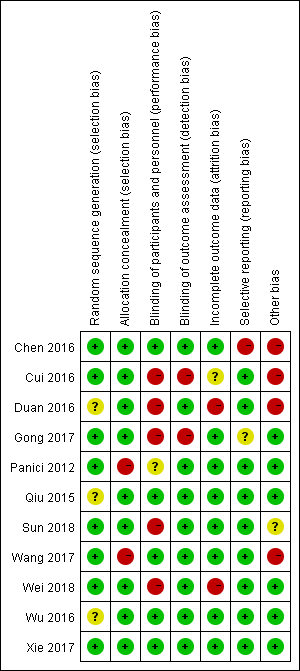 Random sequence generation (selection bias)
Allocation concealment (selection bias)
Blinding of participants and personnel (performance bias)
Blinding of outcome assessment (detection bias)
Incomplete outcome data (attrition bias)
Selective reporting (reporting bias)
Other bias
Chen 2016 + + + + + - -
Cui 2016 + + - - ? + -
Duan 2016 ? + - + - + -
Gong 2017 + + - - + ? +
Panici 2012 + - ? + + + +
Qiu 2015 ? + + + + + +
Sun 2018 + + - + + + ?
Wang 2017 + - + + + + -
Wei 2018 + + - + - + +
Wu 2016 ? + + + + + +
Xie 2017 + + + + + + +